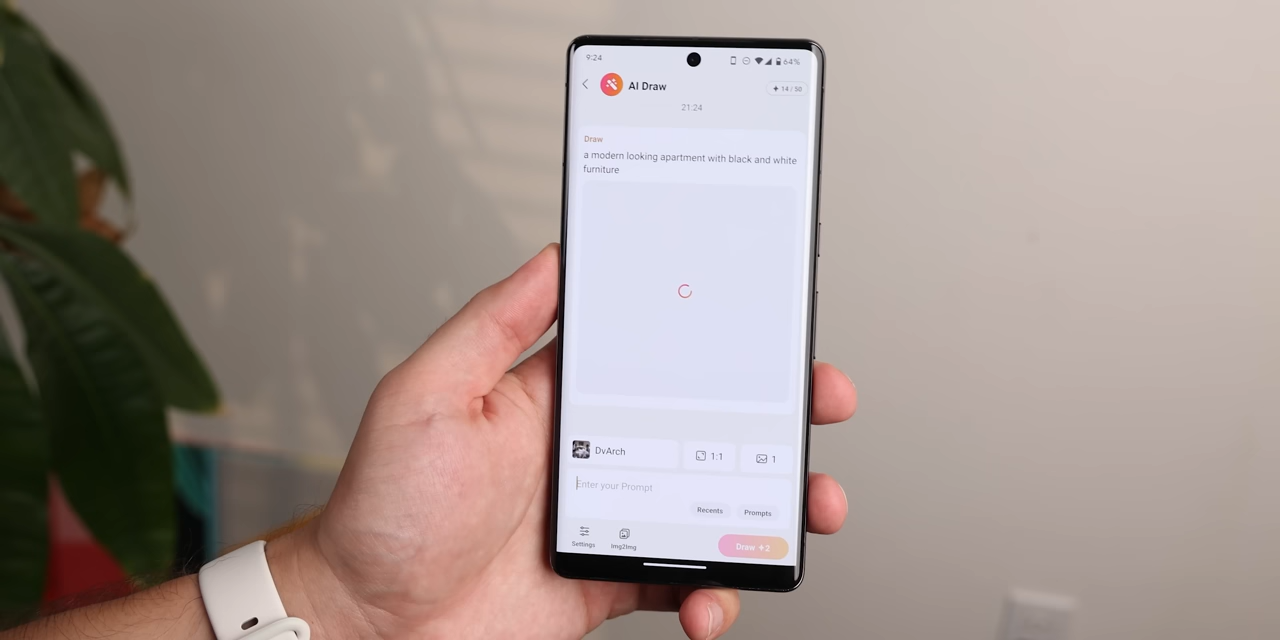 9:24
64%
AI Draw
14 / 50
21:24
Draw
a modern looking apartment with black and white
furniture
DvArch
1:1
1
Enter your Prompt
Recents
Prompts
Settings
Img2Img
Draw +2